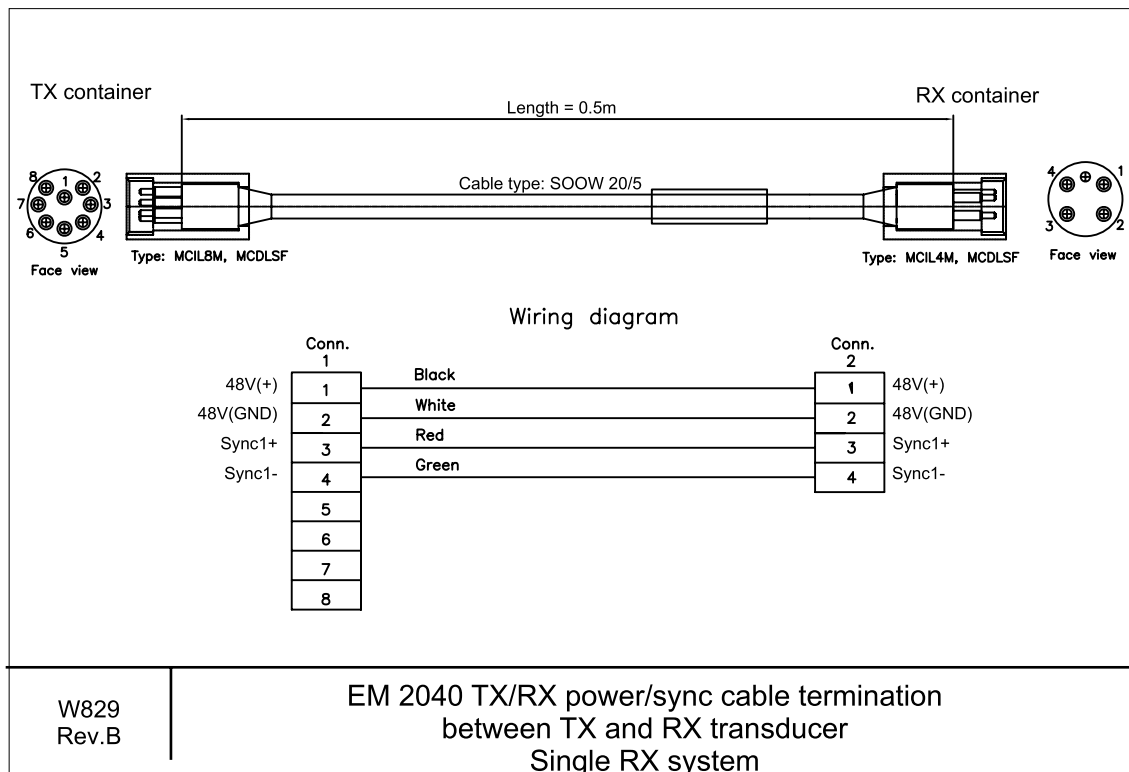 TX container
RX container
Length = 0.5m
8 1 2
7 3
6 5 4
Face view
Cable type: SOOW 20/5
Type: MCIL8M, MCDLSF
Type: MCIL4M, MCDLSF
4 1
3 2
Face view
Wiring diagram
Conn.
1
Conn.
2
48V(+) 1 Black 1 48V(+)
48V(GND) 2 White 2 48V(GND)
Sync1+ 3 Red 3 Sync1+
Sync1- 4 Green 4 Sync1-
5
6
7
8
W829
Rev.B
EM 2040 TX/RX power/sync cable termination
between TX and RX transducer
Single RX system